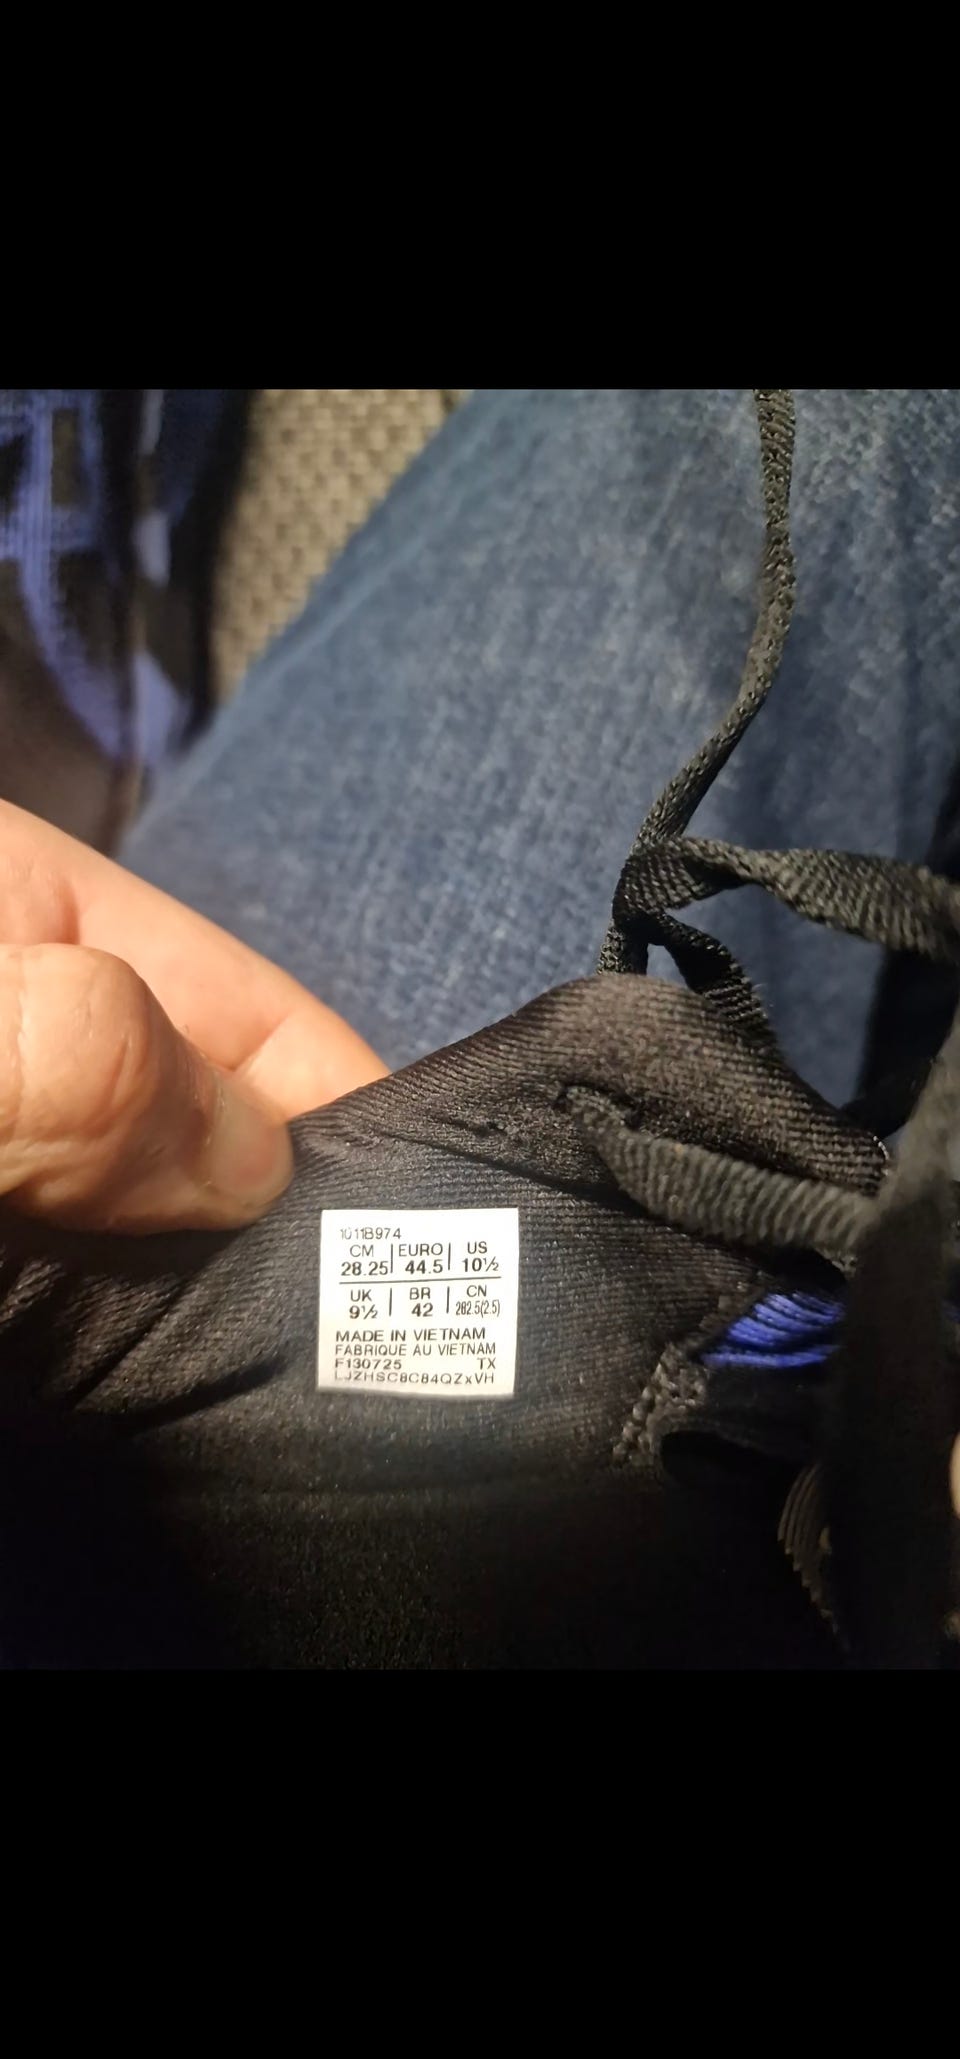 1011B974
CM EURO US
28.25 44.5 10½
UK BR CN
9½ 42 282.5(2.5)
MADE IN VIETNAM
FABRIQUE AU VIETNAM
F130725 TX
LJZHSC8C84QZxVH